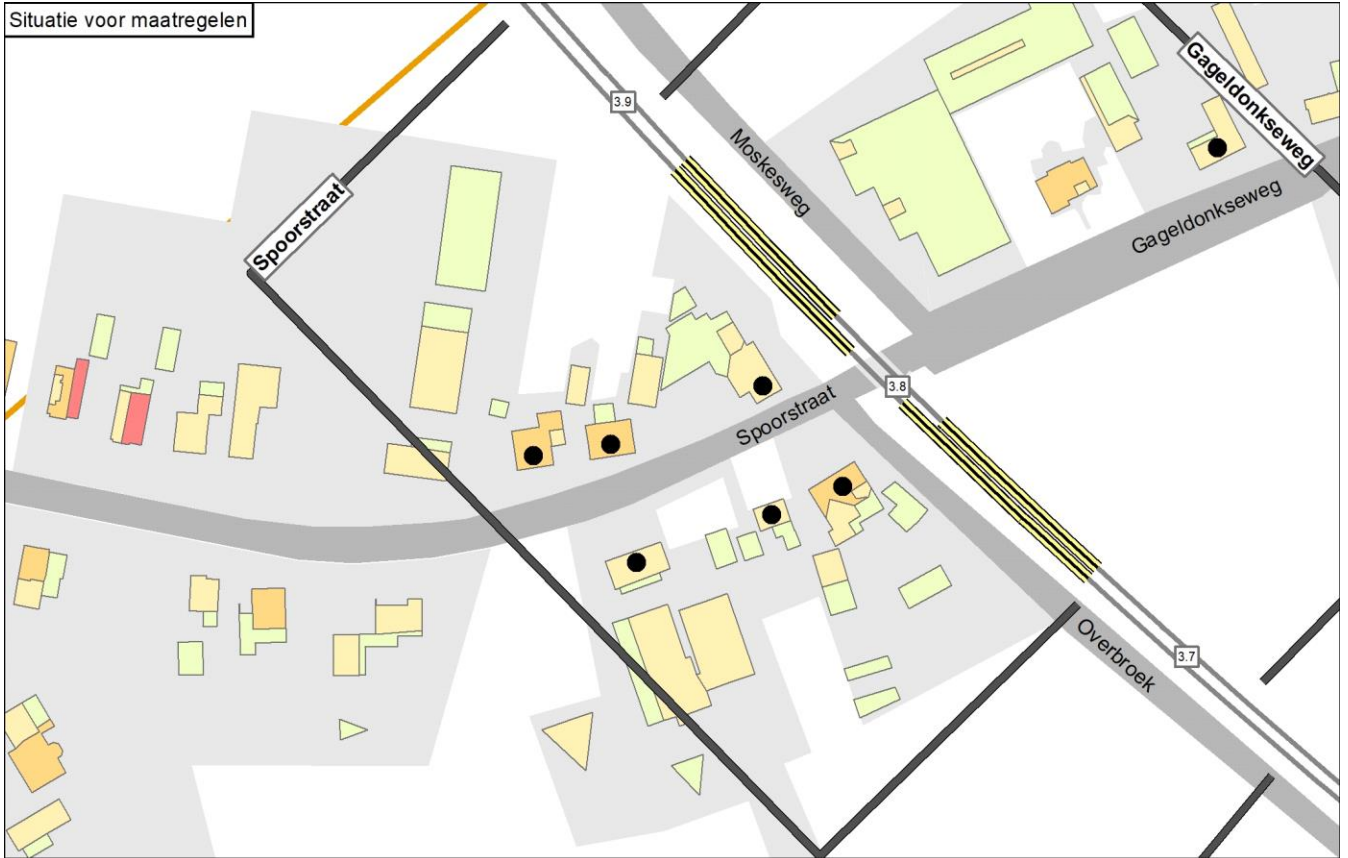 Situatie voor maatregelen
Gageldonkseweg
3.9
Moskesweg
Spoorstraat
Gageldonkseweg
3.8
Spoorstraat
Overbroek
3.7